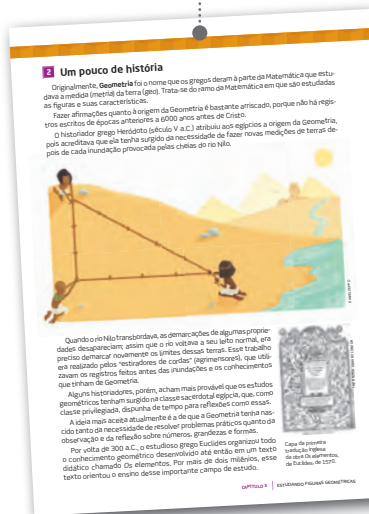 2 Um pouco de história
Originalmente, Geometria foi o nome que os gregos deram à parte da Matemática que estu-
dava a medida (metria) da terra (geo). Trata-se do ramo da Matemática em que são estudadas
as figuras e suas características.
Fazer afirmações quanto à origem da Geometria é bastante arriscado, porque não há regis-
tros escritos de épocas anteriores a 6000 anos antes de Cristo.
O historiador grego Heródoto (século V a.C.) atribuiu aos egípcios a origem da Geometria,
pois acreditava que ela tenha surgido da necessidade de fazer novas medições de terras de-
pois de cada inundação provocada pelas cheias do rio Nilo.
Quando o rio Nilo transbordava, as demarcações de algumas proprie-
dades desapareciam; assim que o rio voltava a seu leito normal, era
preciso demarcar novamente os limites dessas terras. Esse trabalho
era realizado pelos "estiradores de cordas" (agrimensores), que utili-
zavam os registros feitos antes das inundações e os conhecimentos
que tinham de Geometria.
Alguns historiadores, porém, acham mais provável que os estudos
geométricos tenham surgido na classe sacerdotal egípcia, que, como
classe privilegiada, dispunha de tempo para reflexões como essas.
A ideia mais aceita atualmente é a de que a Geometria tenha nas-
cido tanto da necessidade de resolver problemas práticos quanto da
observação e da reflexão sobre números, grandezas e formas.
Por volta de 300 a.C., o estudioso grego Euclides organizou todo
o conhecimento geométrico desenvolvido até então em um texto
didático chamado Os elementos. Por mais de dois milênios, esse
texto orientou o ensino desse importante campo de estudo.
Capa da primeira
tradução inglesa
da obra Os elementos,
de Euclides, de 1570.
CAPÍTULO 3 | ESTUDANDO FIGURAS GEOMÉTRICAS